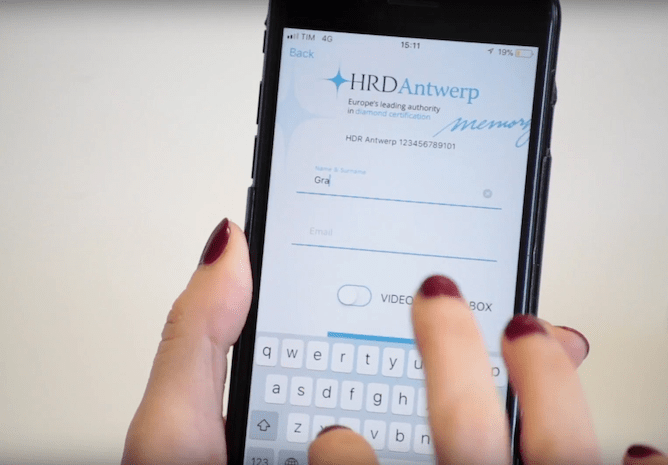 TIM 4G 15:11 19%
Back
HRDAntwerp
Europe's leading authority
in diamond certification
memory
HDR Antwerp 123456789101
Name & Surname
Gra
Email
VIDEO BOX
q w e r t y u p
a s d f g h
z v b n
123